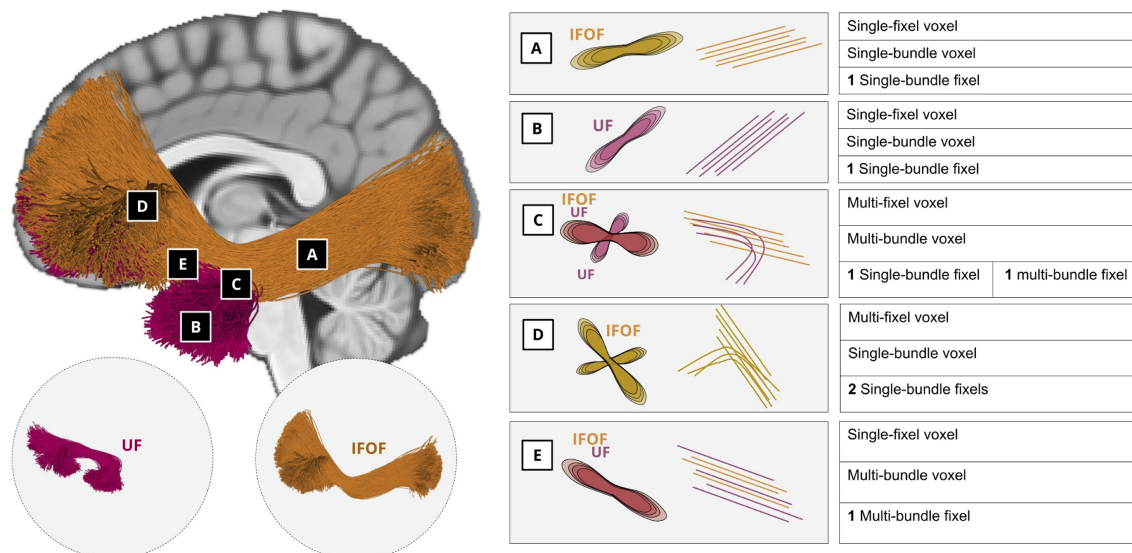 D
E
A
C
B
UF
IFOF
A
IFOF
Single-fixel voxel
Single-bundle voxel
1 Single-bundle fixel
B
UF
Single-fixel voxel
Single-bundle voxel
1 Single-bundle fixel
C
IFOF
UF
UF
Multi-fixel voxel
Multi-bundle voxel
1 Single-bundle fixel
1 multi-bundle fixel
D
IFOF
Multi-fixel voxel
Single-bundle voxel
2 Single-bundle fixels
E
IFOF
UF
Single-fixel voxel
Multi-bundle voxel
1 Multi-bundle fixel